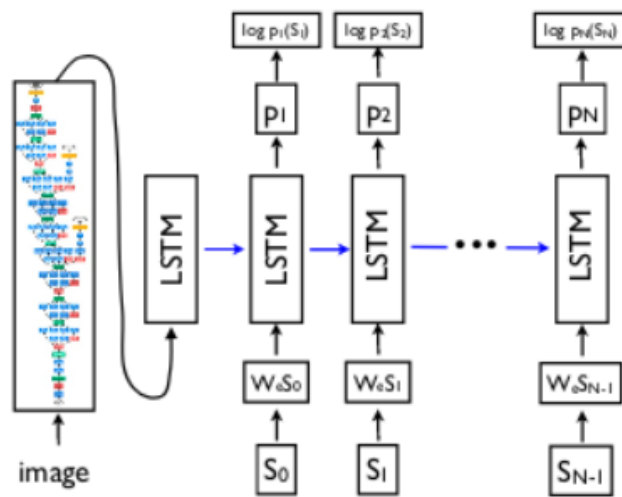 log p₁(S₁) log p₂(S₂) log pN(SN)
p₁ p₂ pN
LSTM LSTM LSTM ••• LSTM
WₑS₀ WₑS₁ WₑSN-1
image S₀ S₁ SN-1